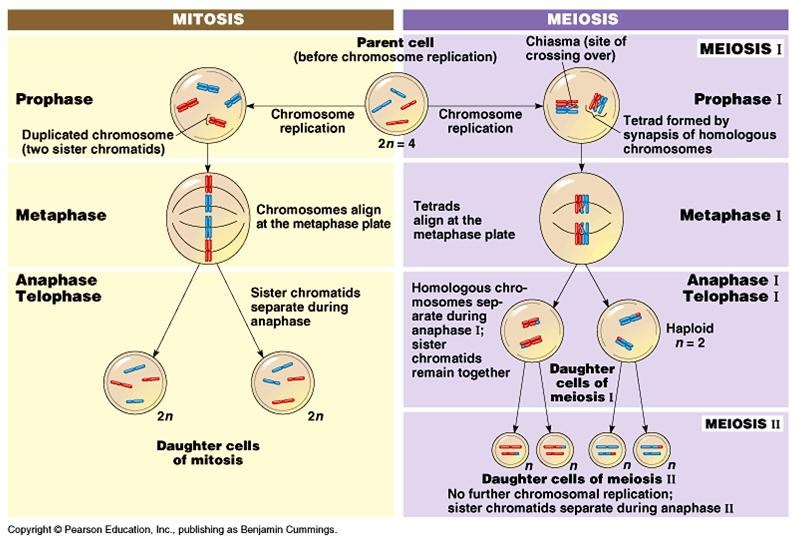 MITOSIS
MEIOSIS
Parent cell
(before chromosome replication)
Chiasma (site of
crossing over)
MEIOSIS I
Prophase
Chromosome
replication
Chromosome
replication
Prophase I
Duplicated chromosome
(two sister chromatids)
2n = 4
Tetrad formed by
synapsis of homologous
chromosomes
Metaphase
Chromosomes align
at the metaphase plate
Tetrads
align at the
metaphase plate
Metaphase I
Anaphase
Telophase
Sister chromatids
separate during
anaphase
Homologous chro-
mosomes sep-
arate during
anaphase I;
sister
chromatids
remain together
Anaphase I
Telophase I
Haploid
n = 2
Daughter
cells of
meiosis I
2n
2n
Daughter cells
of mitosis
MEIOSIS II
n
n
n
n
Daughter cells of meiosis II
No further chromosomal replication;
sister chromatids separate during anaphase II
Copyright © Pearson Education, Inc., publishing as Benjamin Cummings.